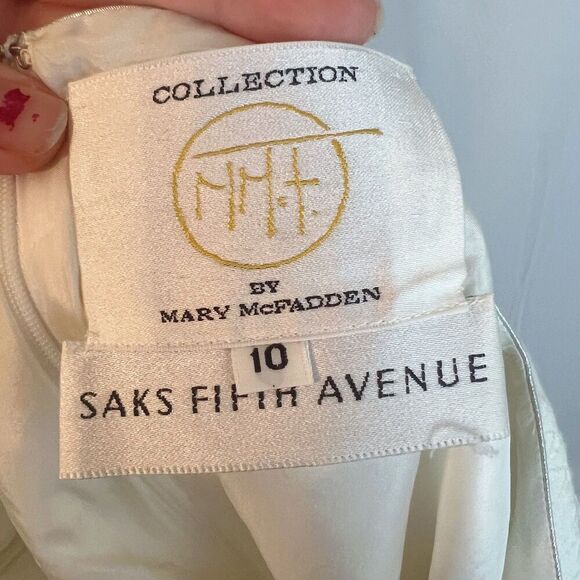 COLLECTION
MM.f.
BY
MARY McFADDEN
10
SAKS FIFTH AVENUE